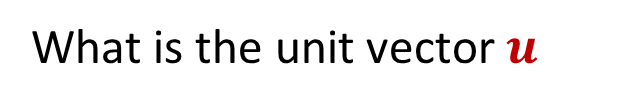 What is the unit vector u